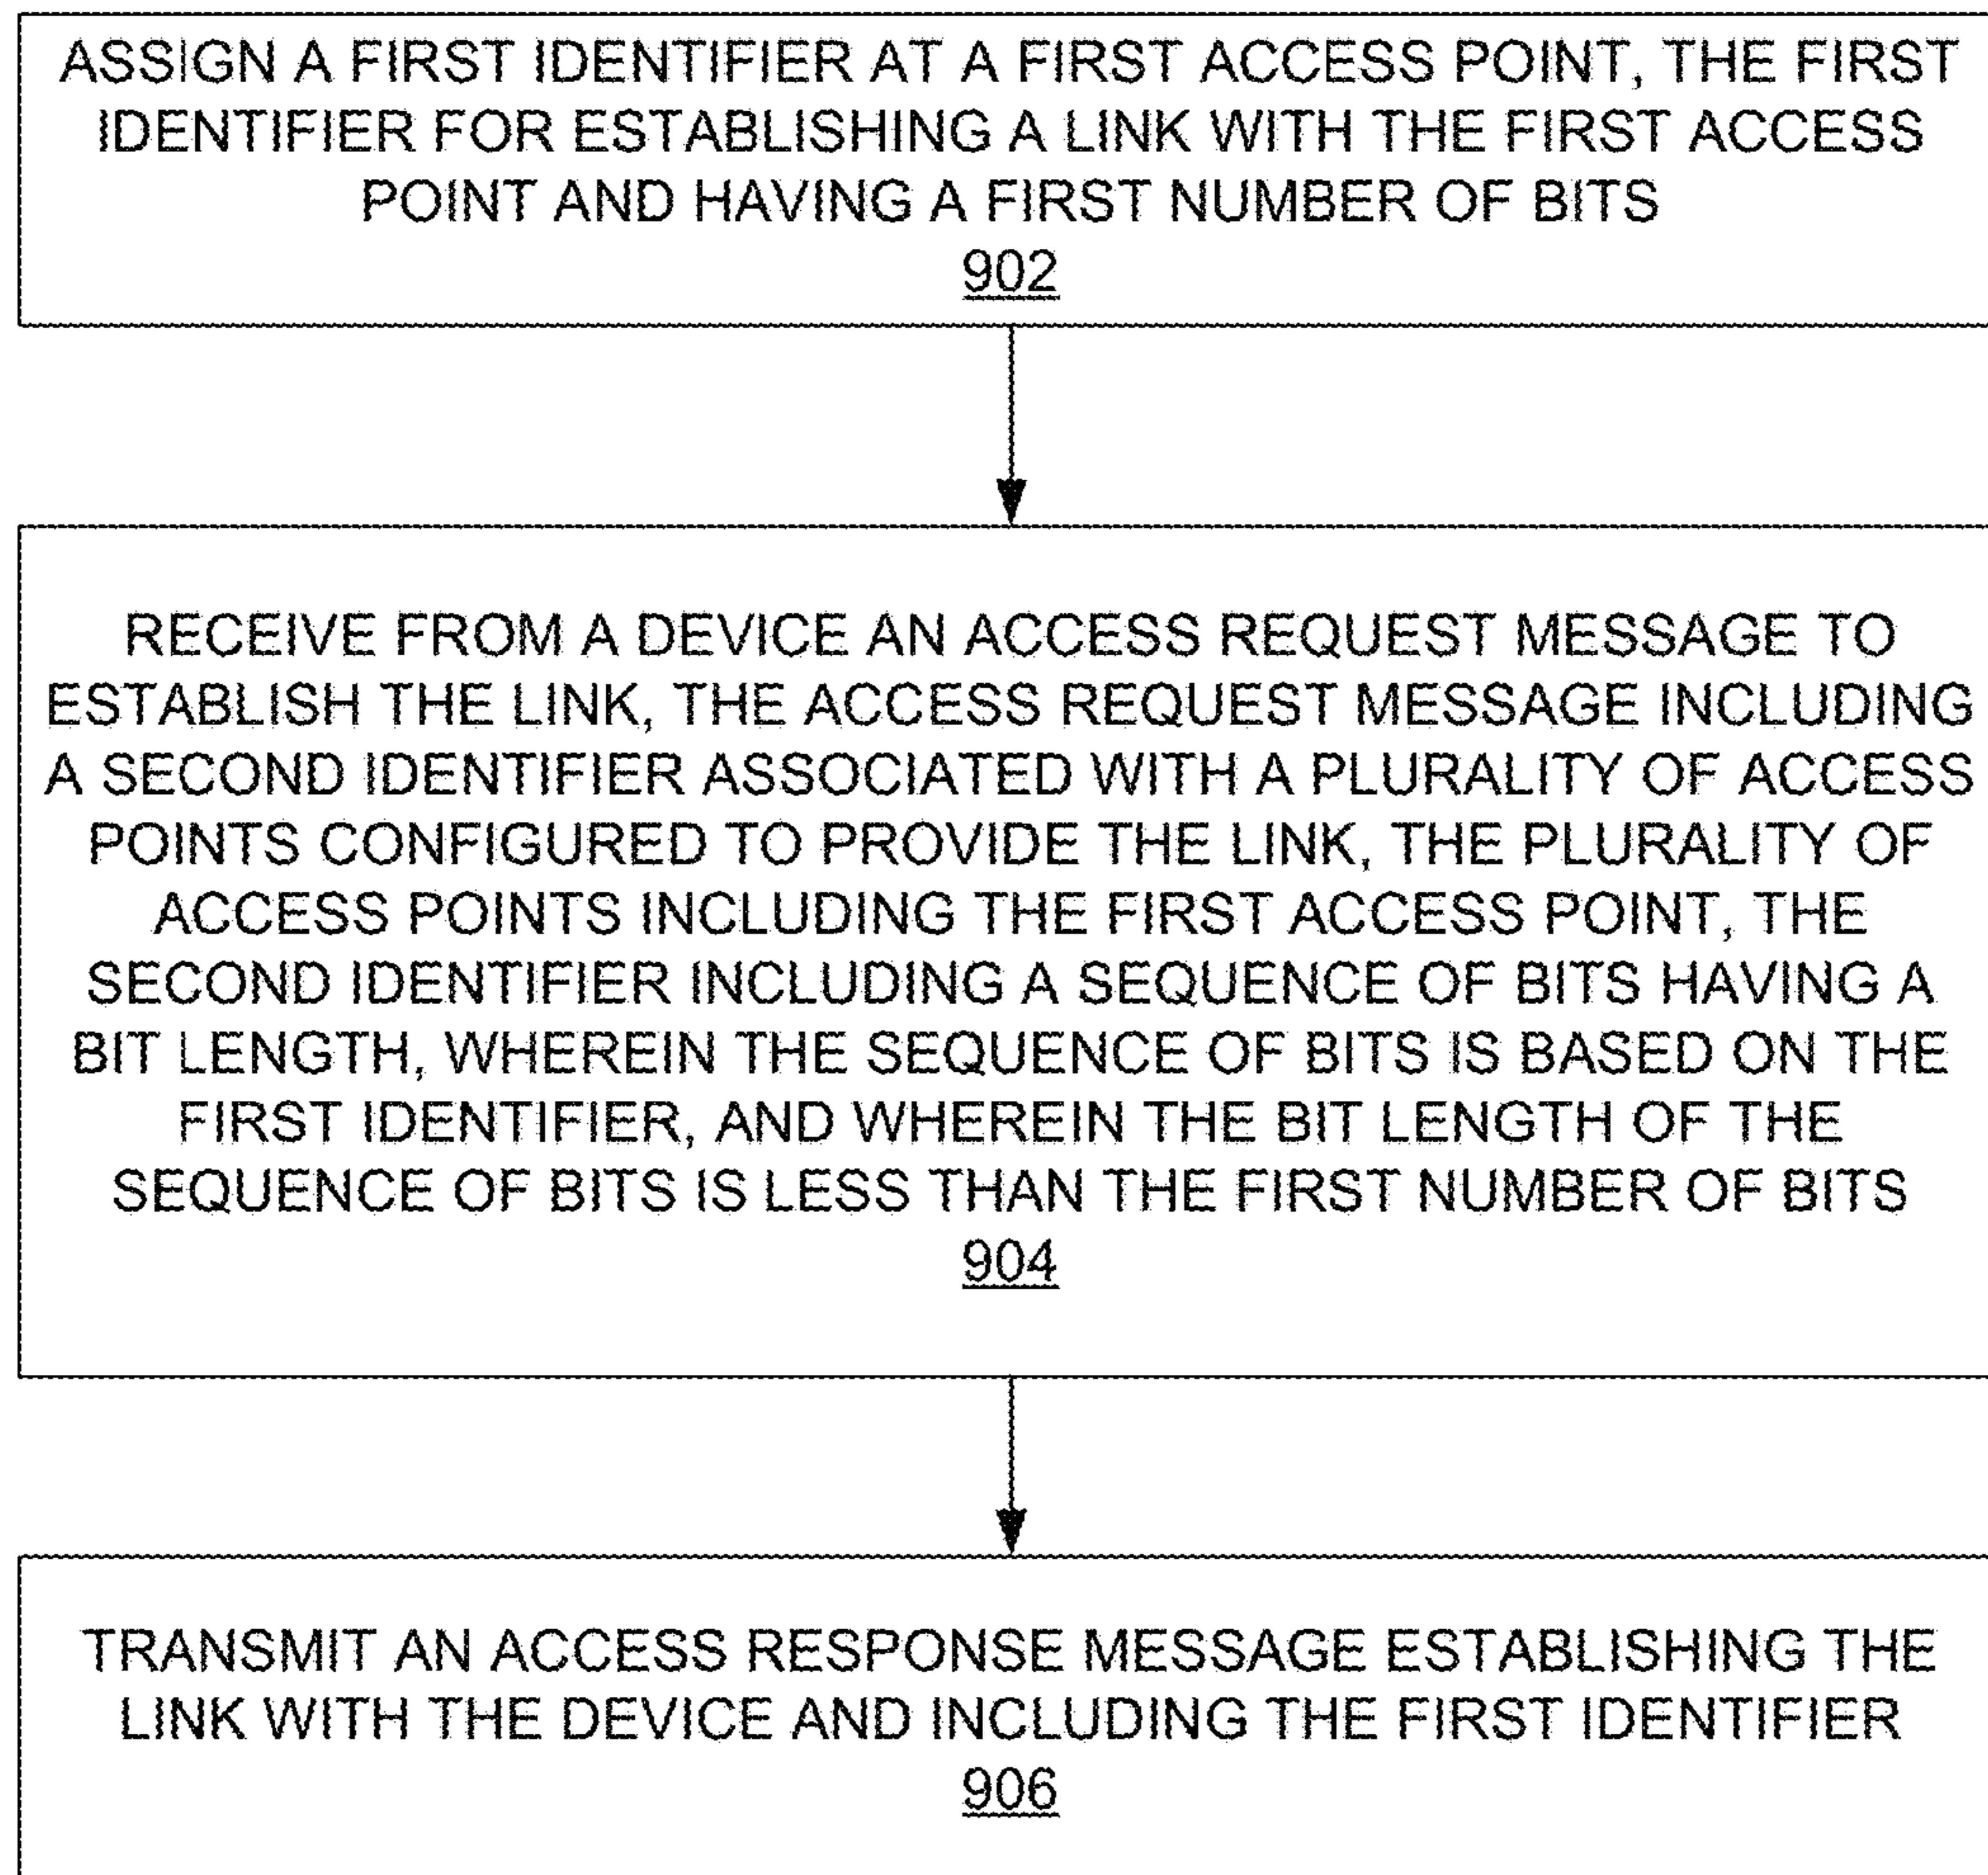 ASSIGN A FIRST IDENTIFIER AT A FIRST ACCESS POINT, THE FIRST
IDENTIFIER FOR ESTABLISHING A LINK WITH THE FIRST ACCESS
POINT AND HAVING A FIRST NUMBER OF BITS
902
RECEIVE FROM A DEVICE AN ACCESS REQUEST MESSAGE TO
ESTABLISH THE LINK, THE ACCESS REQUEST MESSAGE INCLUDING
A SECOND IDENTIFIER ASSOCIATED WITH A PLURALITY OF ACCESS
POINTS CONFIGURED TO PROVIDE THE LINK, THE PLURALITY OF
ACCESS POINTS INCLUDING THE FIRST ACCESS POINT, THE
SECOND IDENTIFIER INCLUDING A SEQUENCE OF BITS HAVING A
BIT LENGTH, WHEREIN THE SEQUENCE OF BITS IS BASED ON THE
FIRST IDENTIFIER, AND WHEREIN THE BIT LENGTH OF THE
SEQUENCE OF BITS IS LESS THAN THE FIRST NUMBER OF BITS
904
TRANSMIT AN ACCESS RESPONSE MESSAGE ESTABLISHING THE
LINK WITH THE DEVICE AND INCLUDING THE FIRST IDENTIFIER
906